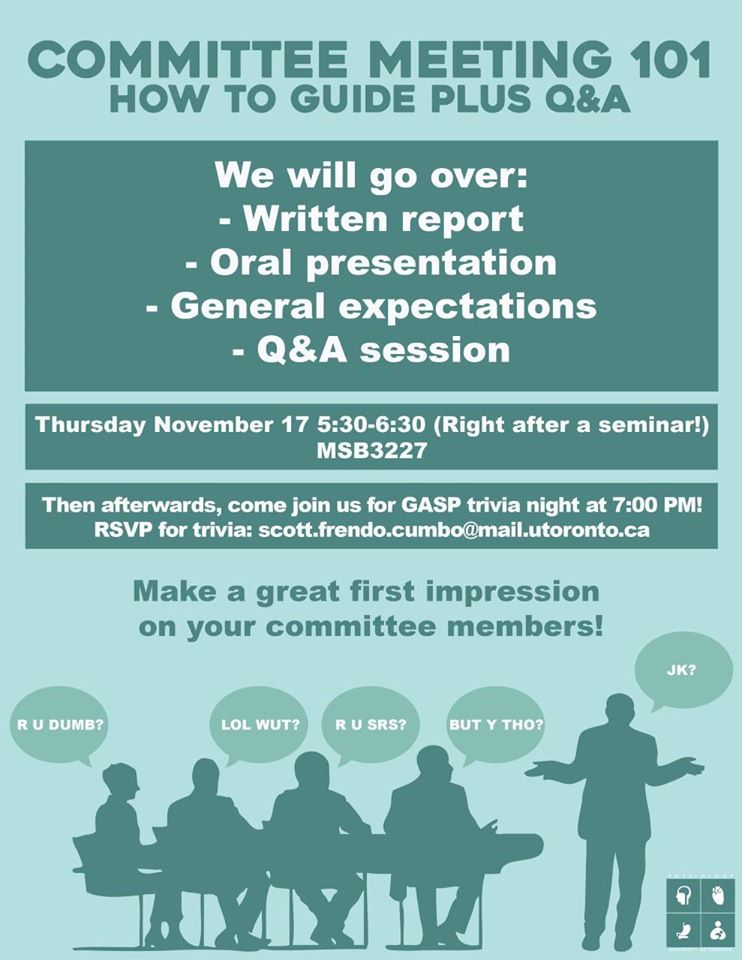 COMMITTEE MEETING 101
HOW TO GUIDE PLUS Q&A
We will go over:
- Written report
- Oral presentation
- General expectations
- Q&A session
Thursday November 17 5:30-6:30 (Right after a seminar!)
MSB3227
Then afterwards, come join us for GASP trivia night at 7:00 PM!
RSVP for trivia: scott.frendo.cumbo@mail.utoronto.ca
Make a great first impression
on your committee members!
JK?
R U DUMB?
LOL WUT?
R U SRS?
BUT Y THO?
PHYSIOLOGY